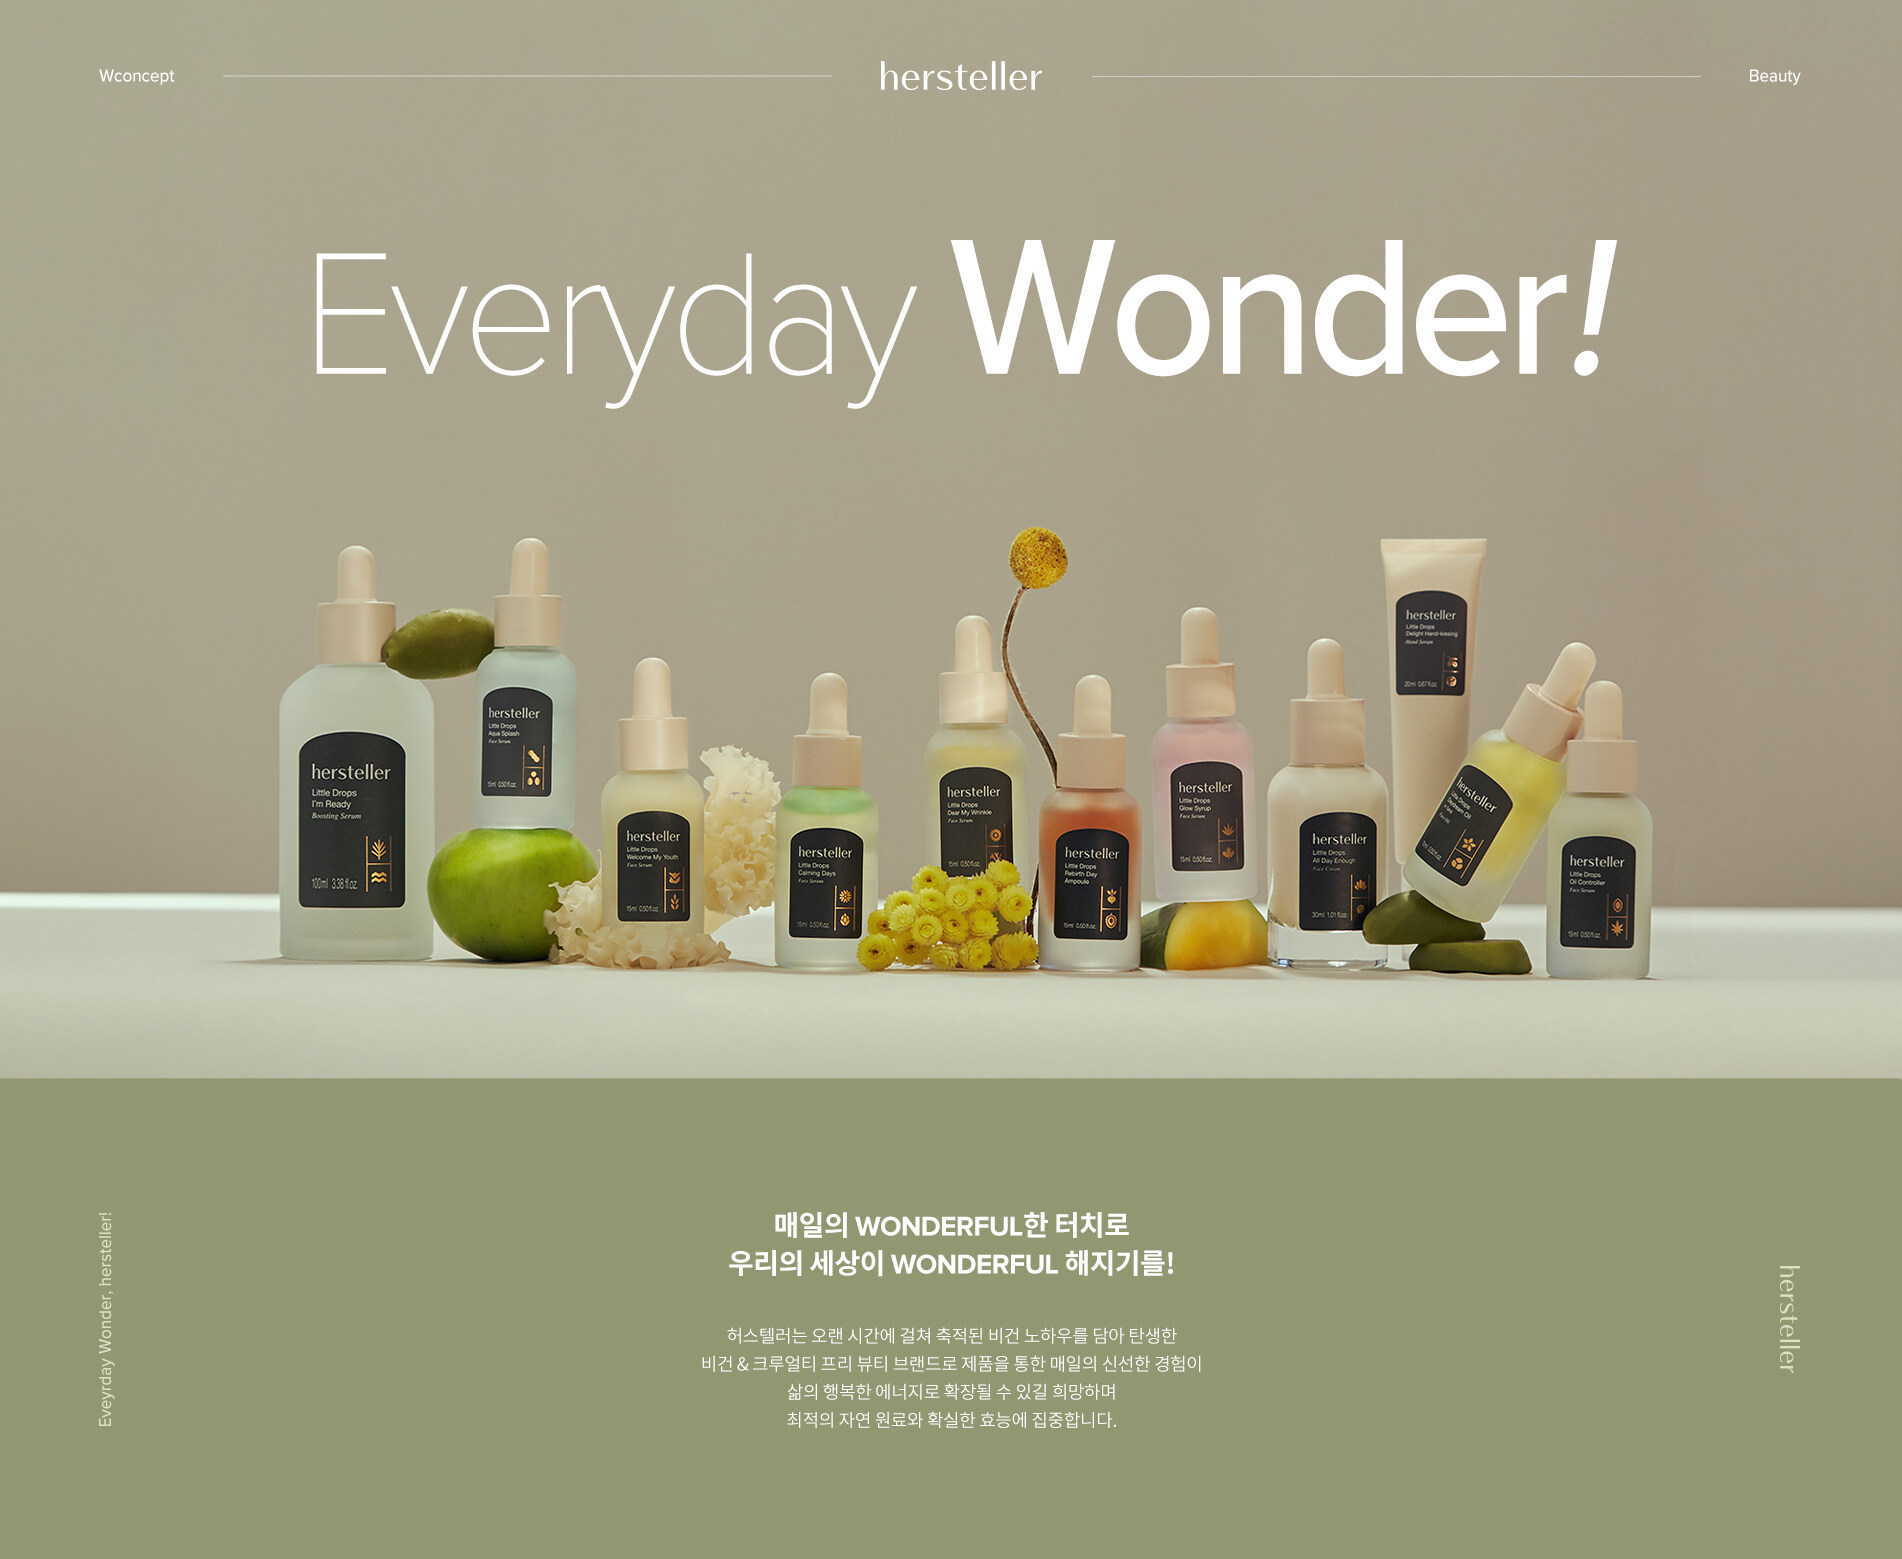 Wconcept
hersteller
Beauty
Everyday Wonder!
hersteller
Little Drops
I'm Ready
Boosting Serum
100ml 3.38 fl.oz.
hersteller
Little Drops
Aqua Splash
Face Serum
15ml 0.50fl.oz.
hersteller
Little Drops
Welcome My Youth
Face Serum
15ml 0.50fl.oz.
hersteller
Little Drops
Calming Days
Face Serum
15ml 0.50fl.oz.
hersteller
Little Drops
Dear My Wrinkle
Face Serum
15ml 0.50fl.oz.
hersteller
Little Drops
Rebirth Day
Ampoule
15ml 0.50fl.oz.
hersteller
Little Drops
Glow Syrup
Face Serum
15ml 0.50fl.oz.
hersteller
Little Drops
All Day Enough
Face Cream
30ml 1.01fl.oz.
hersteller
Little Drops
Delight Hand-kissing
Hand Serum
20ml 0.67fl.oz.
hersteller
Little Drops
Face Oil
15ml 0.50fl.oz.
hersteller
Little Drops
Oil Controller
Face Serum
15ml 0.50fl.oz.
매일의 WONDERFUL한 터치로
우리의 세상이 WONDERFUL 해지기를!
허스텔러는 오랜 시간에 걸쳐 축적된 비건 노하우를 담아 탄생한
비건 & 크루얼티 프리 뷰티 브랜드로 제품을 통한 매일의 신선한 경험이
삶의 행복한 에너지로 확장될 수 있길 희망하며
최적의 자연 원료와 확실한 효능에 집중합니다.
Eveyrday Wonder, hersteller!
hersteller